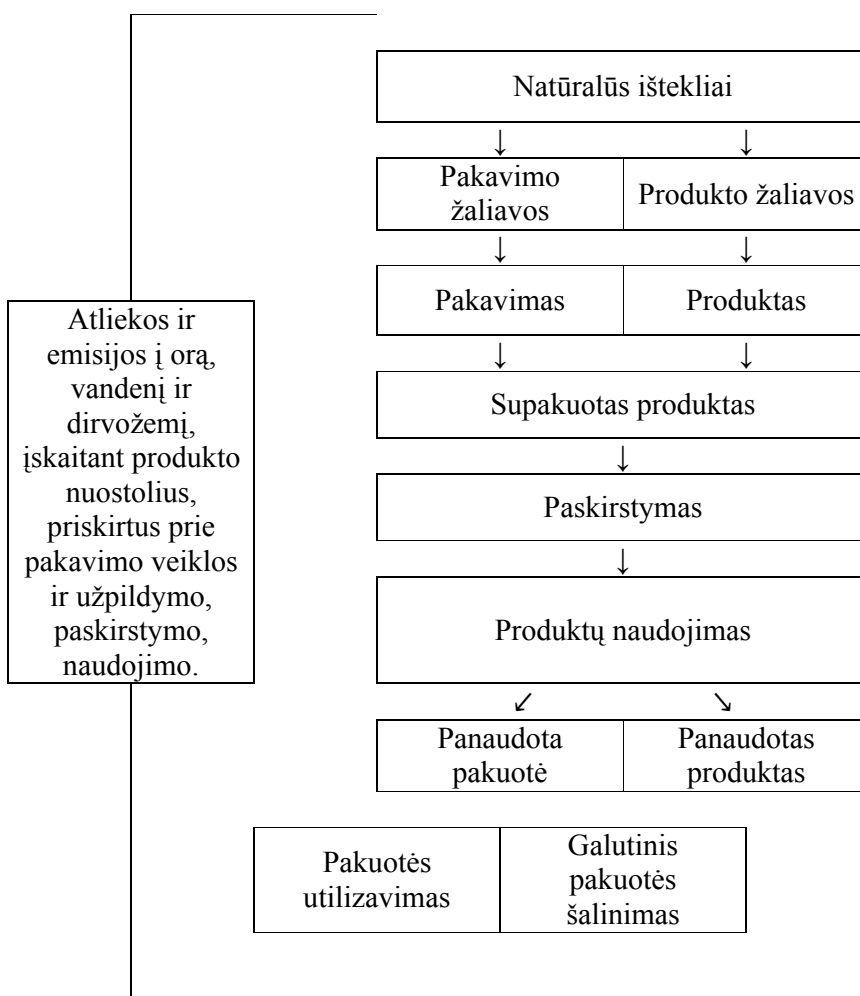 Natūralūs ištekliai
↓ ↓
Pakavimo
žaliavos
Produkto žaliavos
↓ ↓
Pakavimas
Produktas
↓ ↓
Supakuotas produktas
↓
Paskirstymas
↓
Produktų naudojimas
↙ ↘
Panaudota
pakuotė
Panaudotas
produktas
Pakuotės
utilizavimas
Galutinis
pakuotės
šalinimas
Atliekos ir
emisijos į orą,
vandenį ir
dirvožemį,
įskaitant produkto
nuostolius,
priskirtus prie
pakavimo veiklos
ir užpildymo,
paskirstymo,
naudojimo.